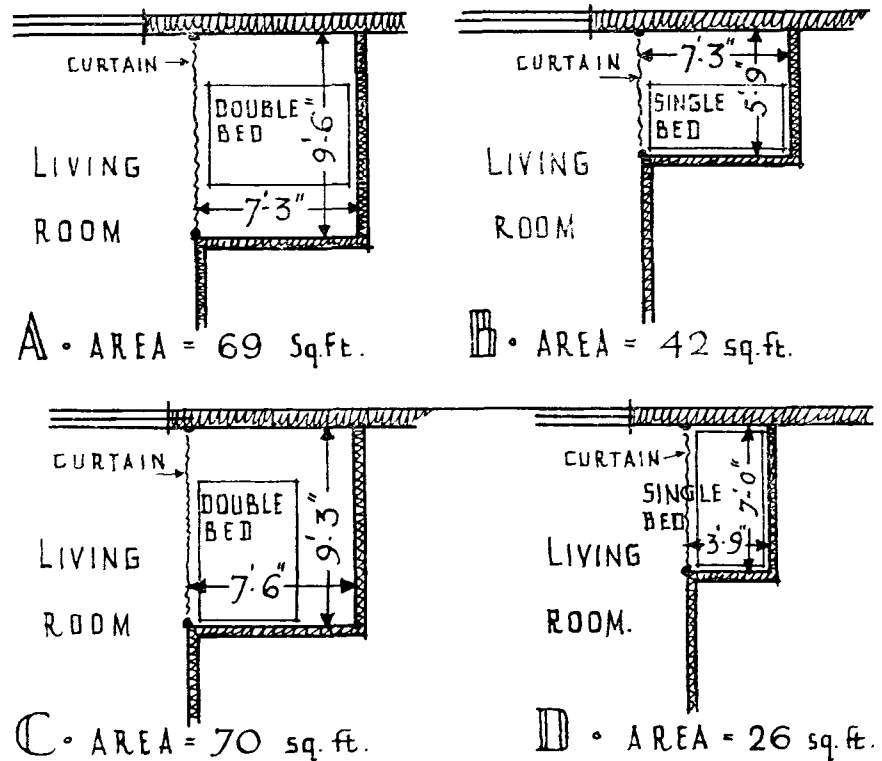 CURTAIN
DOUBLE
BED
9'-6"
7'-3"
LIVING
ROOM
A • AREA = 69 Sq.ft.
CURTAIN
7'-3"
5'-9"
SINGLE
BED
LIVING
ROOM
B • AREA = 42 sq.ft.
CURTAIN
DOUBLE
BED
9'-3"
7'-6"
LIVING
ROOM
C • AREA = 70 sq.ft.
CURTAIN
SINGLE
BED
7'-0"
3'-9"
LIVING
ROOM.
D • AREA = 26 sq.ft.